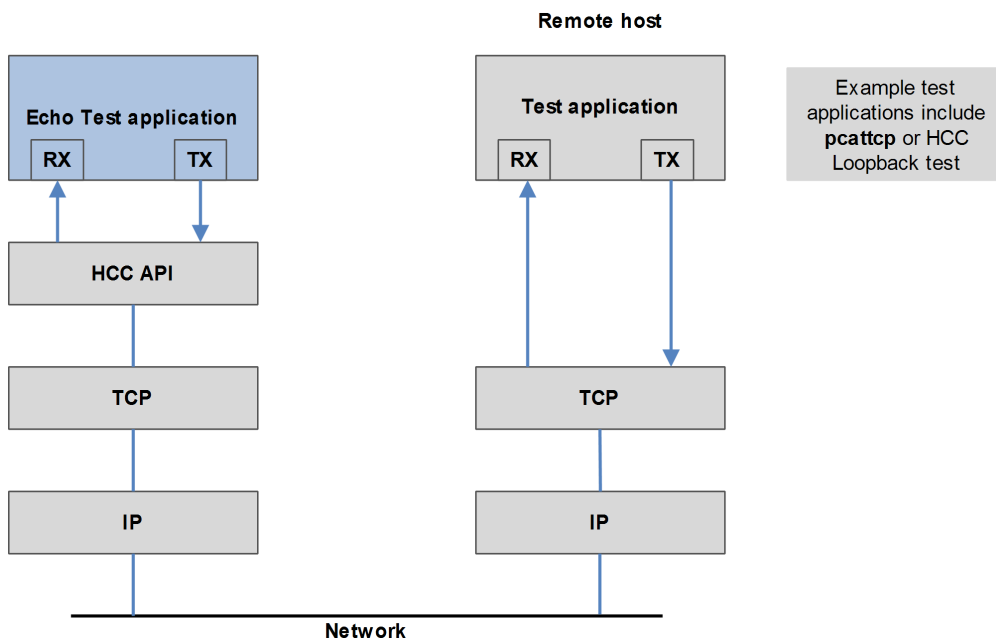 Remote host
Echo Test application
RX
TX
Test application
RX
TX
Example test
applications include
pcattcp or HCC
Loopback test
HCC API
TCP
TCP
IP
IP
Network